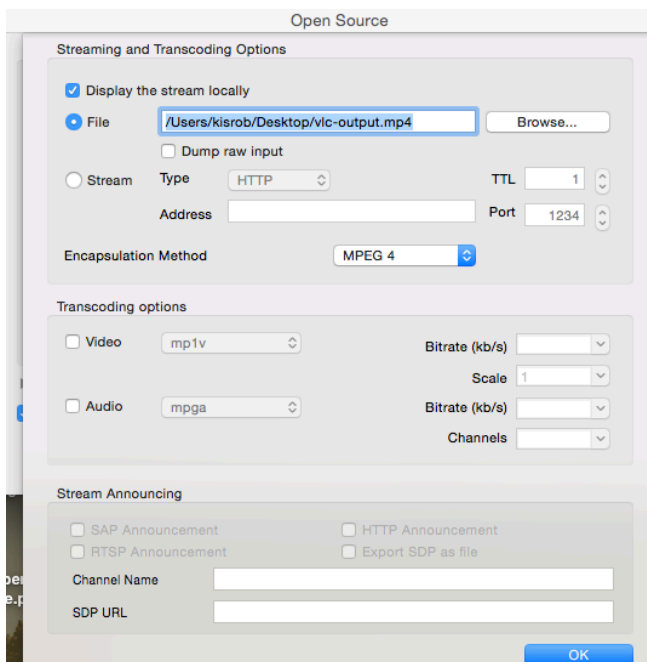 Open Source
Streaming and Transcoding Options
Display the stream locally
File /Users/kisrob/Desktop/vlc-output.mp4 Browse...
Dump raw input
Stream Type HTTP TTL 1
Address Port 1234
Encapsulation Method MPEG 4
Transcoding options
Video mp1v Bitrate (kb/s)
Scale 1
Audio mpga Bitrate (kb/s)
Channels
Stream Announcing
SAP Announcement HTTP Announcement
RTSP Announcement Export SDP as file
Channel Name
SDP URL
OK